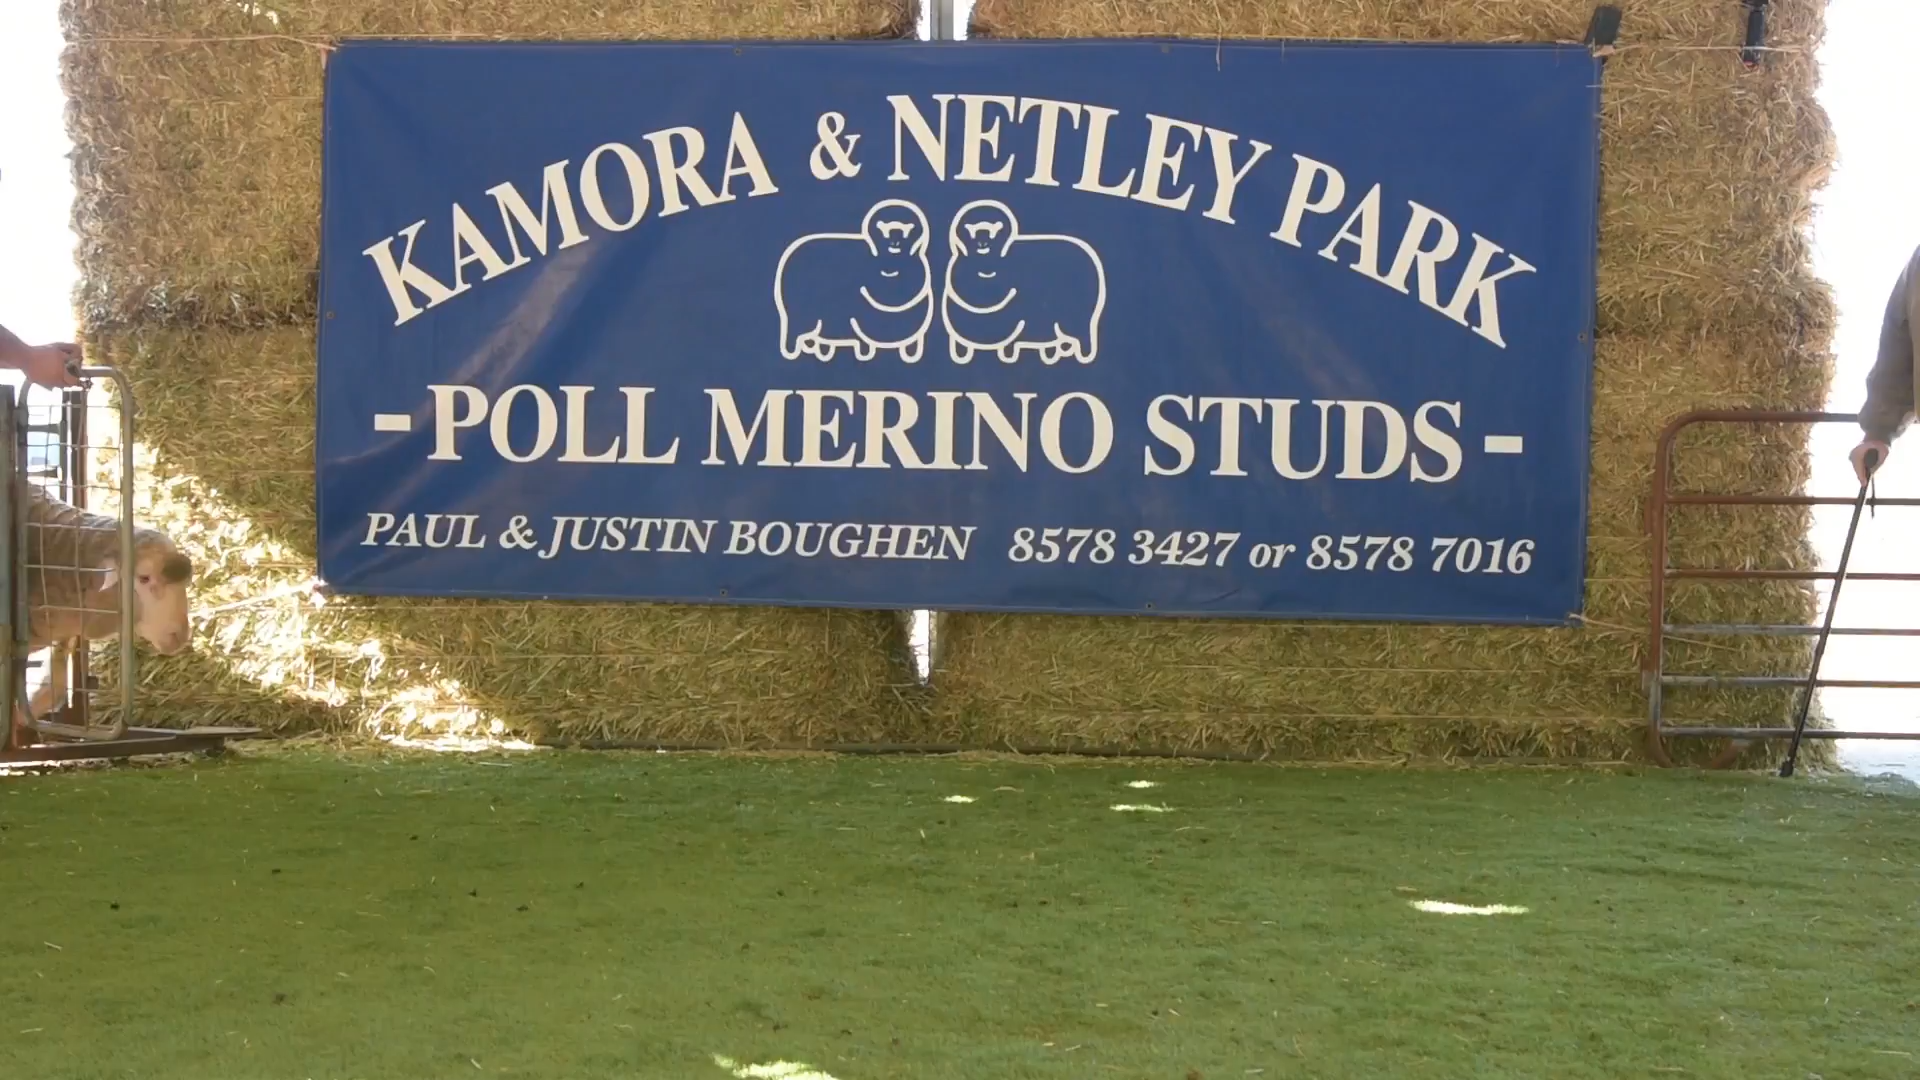 KAMORA & NETLEY PARK
- POLL MERINO STUDS -
PAUL & JUSTIN BOUGHEN 8578 3427 or 8578 7016